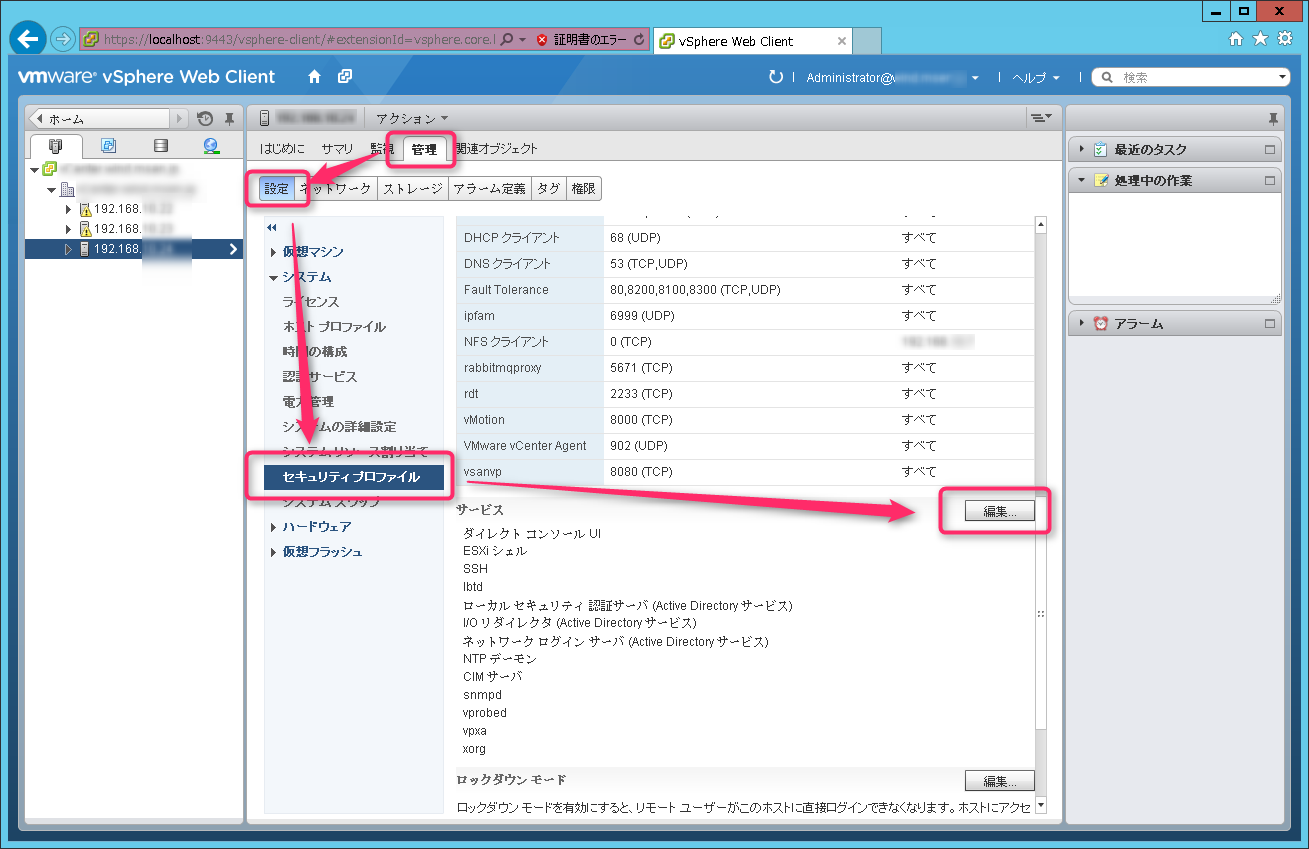 https://localhost:9443/vsphere-client/#extensionId=vsphere.core.l
証明書のエラー
vSphere Web Client
vmware® vSphere Web Client
Administrator@
ヘルプ
検索
ホーム
アクション
はじめに サマリ 監視 管理 関連オブジェクト
設定 ネットワーク ストレージ アラーム定義 タグ 権限
192.168.
192.168.
192.168.
仮想マシン
システム
ライセンス
ホスト プロファイル
時間の構成
認証サービス
電力管理
システムの詳細設定
システム リソース割り当て
セキュリティ プロファイル
システム スワップ
ハードウェア
仮想フラッシュ
DHCP クライアント 68 (UDP) すべて
DNS クライアント 53 (TCP,UDP) すべて
Fault Tolerance 80,8200,8100,8300 (TCP,UDP) すべて
ipfam 6999 (UDP) すべて
NFS クライアント 0 (TCP)
rabbitmqproxy 5671 (TCP) すべて
rdt 2233 (TCP) すべて
vMotion 8000 (TCP) すべて
VMware vCenter Agent 902 (UDP) すべて
vsanvp 8080 (TCP) すべて
サービス 編集...
ダイレクト コンソール UI
ESXi シェル
SSH
lbtd
ローカル セキュリティ 認証サーバ (Active Directory サービス)
I/O リダイレクタ (Active Directory サービス)
ネットワーク ログイン サーバ (Active Directory サービス)
NTP デーモン
CIM サーバ
snmpd
vprobed
vpxa
xorg
ロックダウン モード 編集...
ロックダウン モードを有効にすると、リモート ユーザーがこのホストに直接ログインできなくなります。ホストにアクセ
最近のタスク
処理中の作業
アラーム